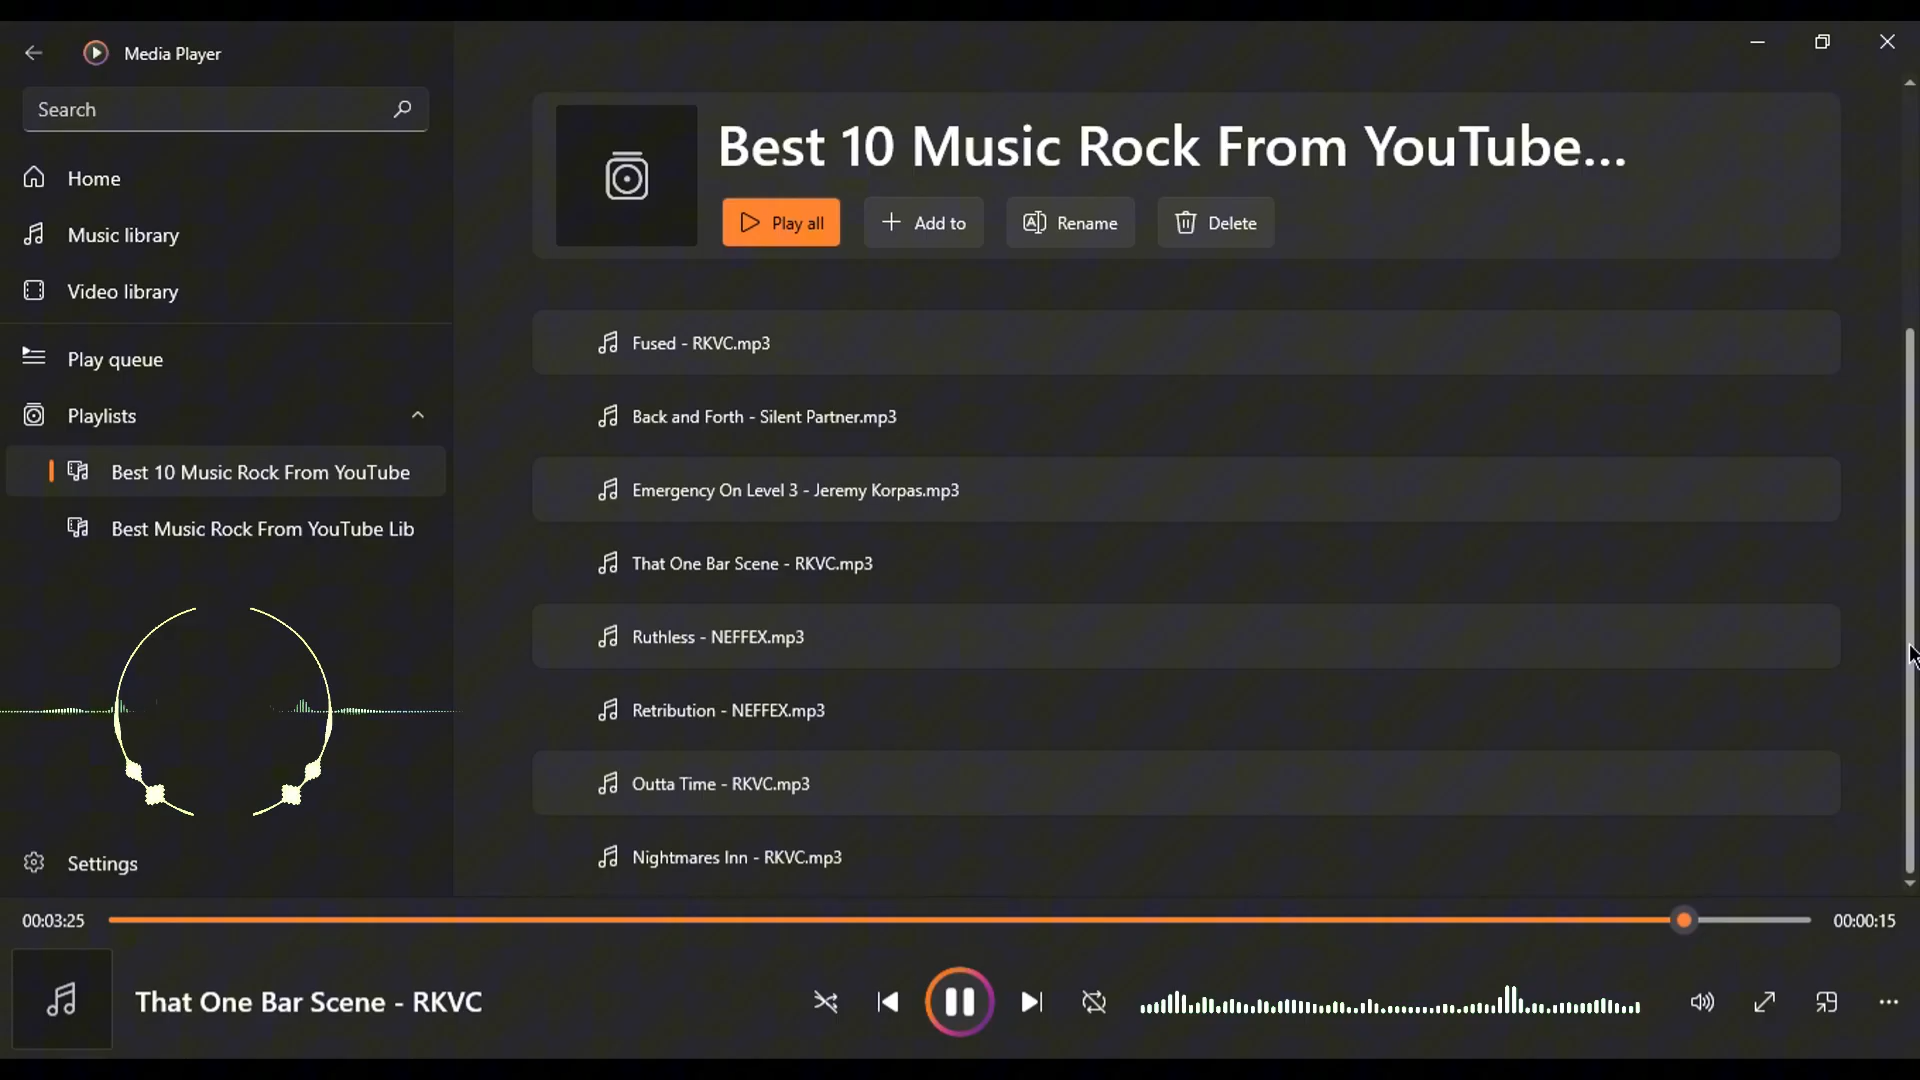 Media Player
Search
Home
Music library
Video library
Play queue
Playlists
Best 10 Music Rock From YouTube
Best Music Rock From YouTube Lib
Settings
Best 10 Music Rock From YouTube...
Play all
Add to
Rename
Delete
Fused - RKVC.mp3
Back and Forth - Silent Partner.mp3
Emergency On Level 3 - Jeremy Korpas.mp3
That One Bar Scene - RKVC.mp3
Ruthless - NEFFEX.mp3
Retribution - NEFFEX.mp3
Outta Time - RKVC.mp3
Nightmares Inn - RKVC.mp3
00:03:25
00:00:15
That One Bar Scene - RKVC